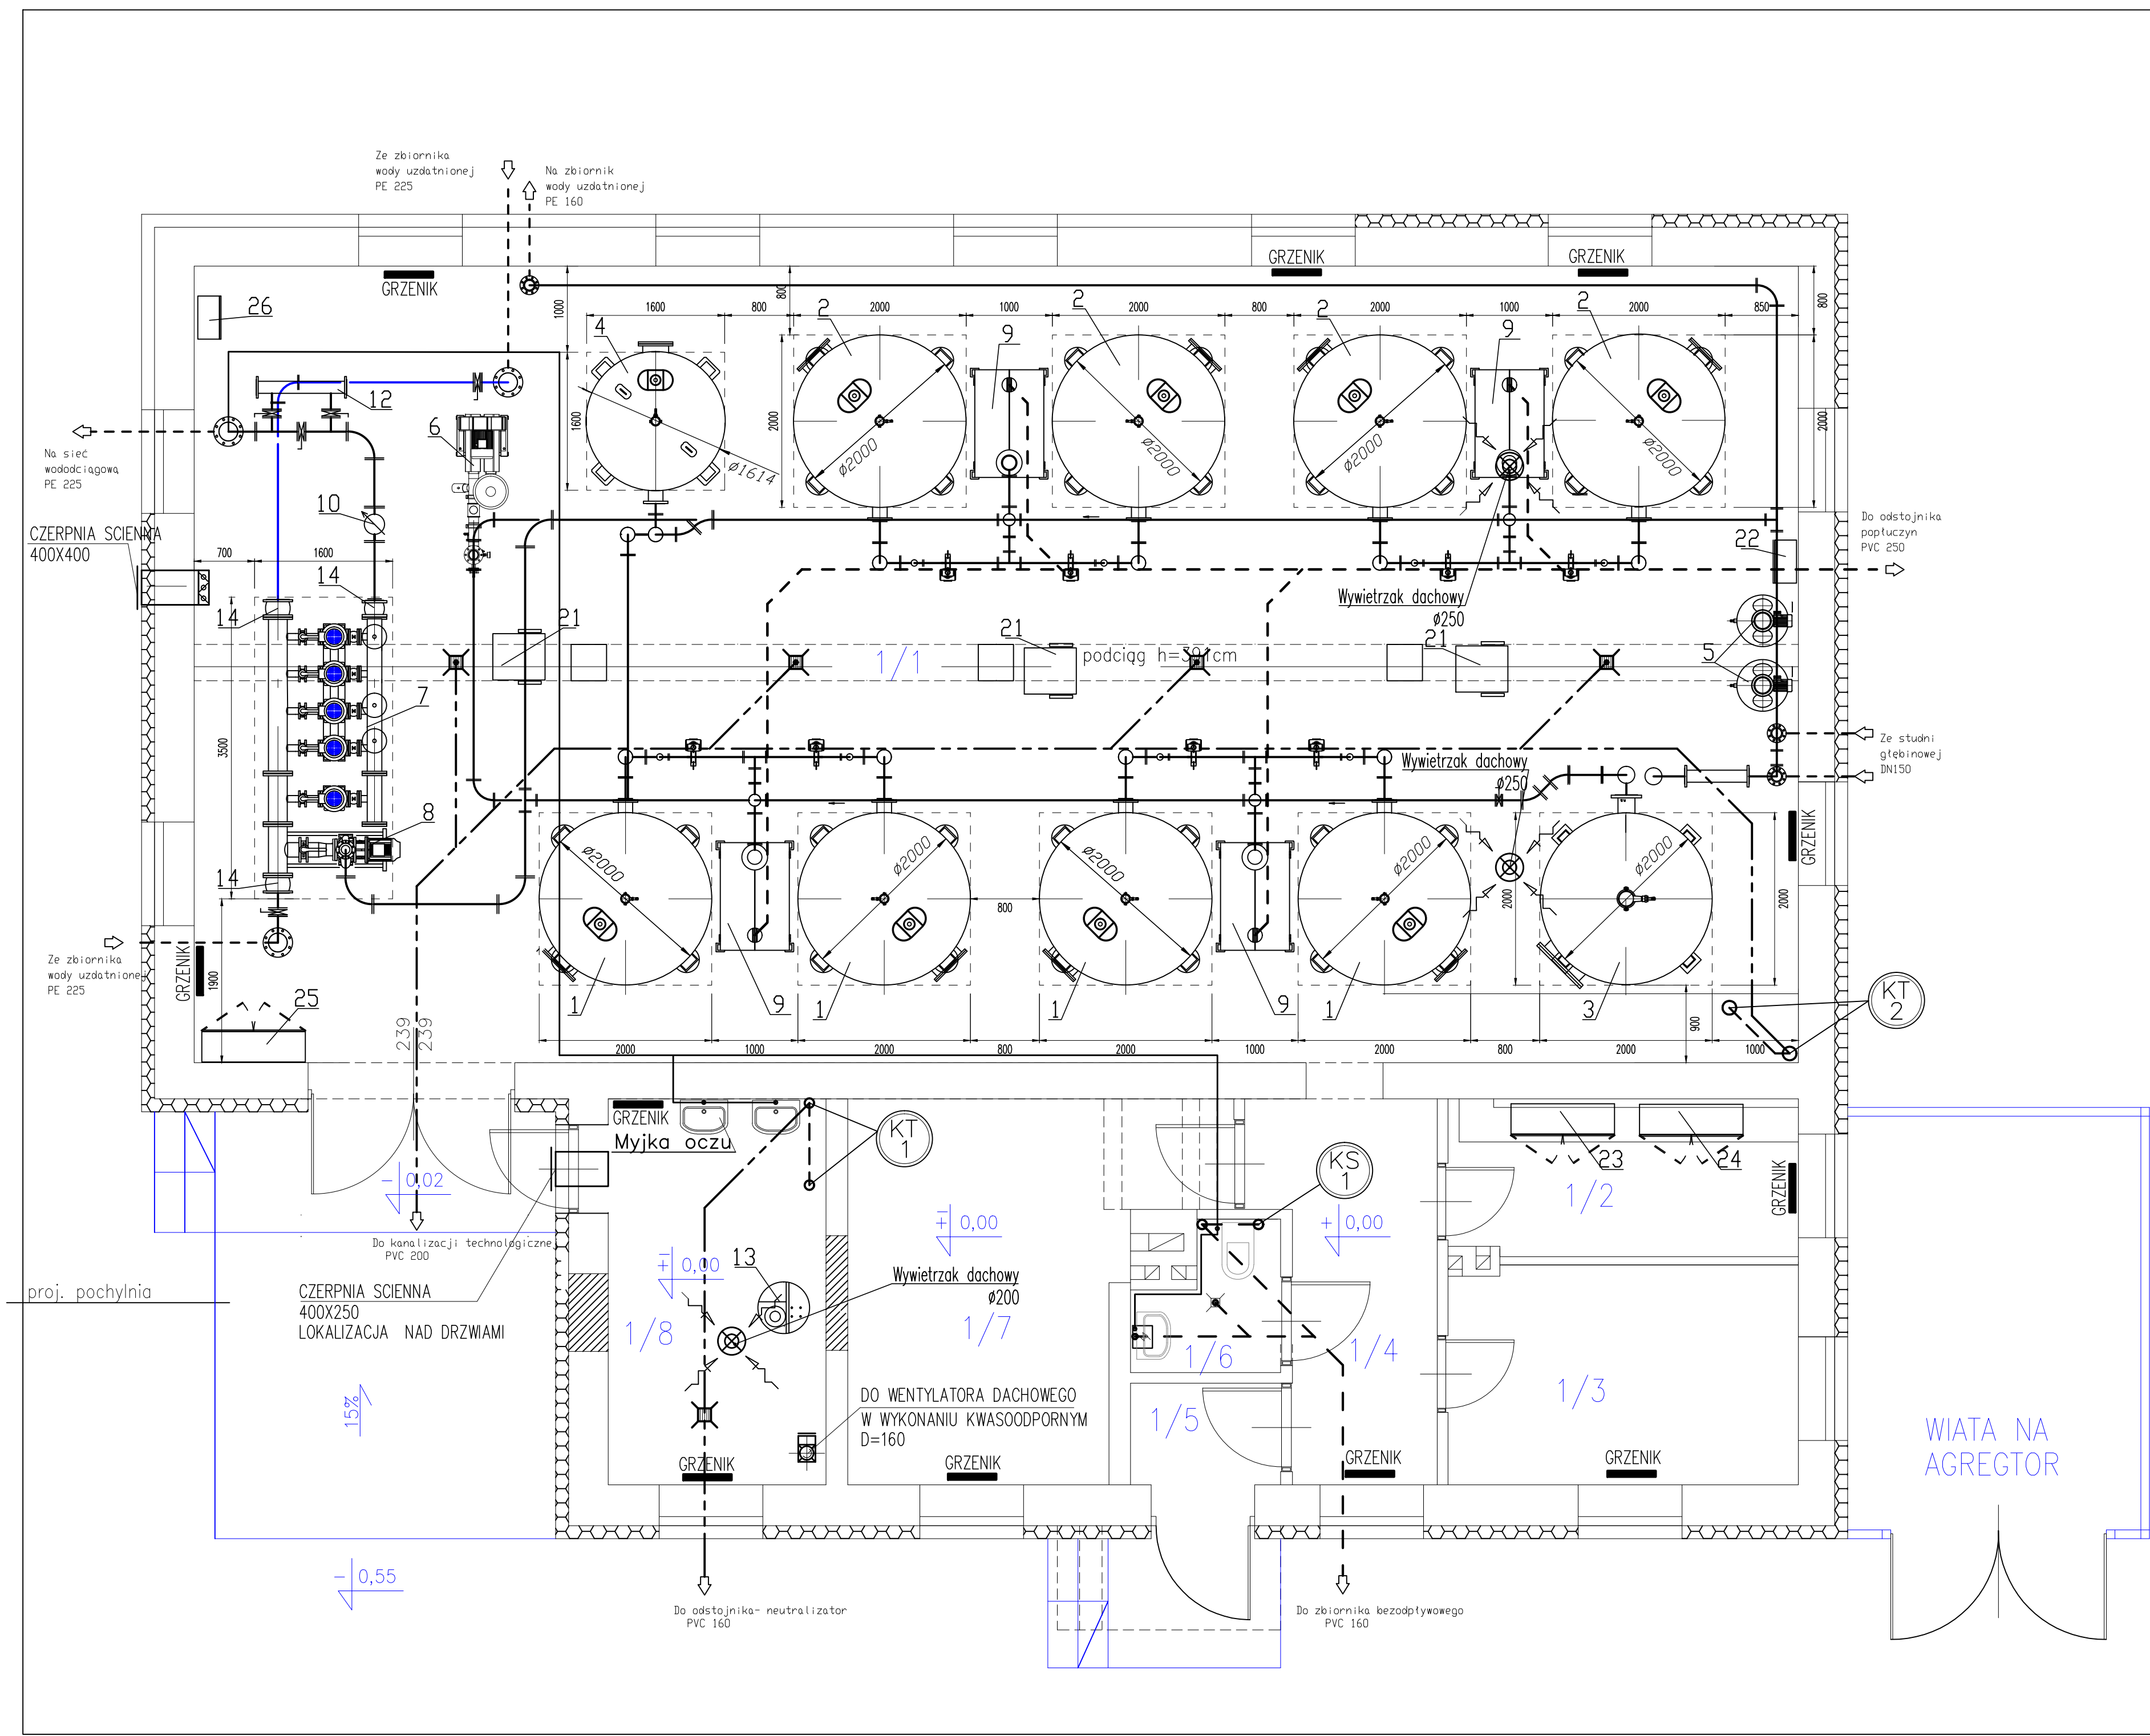 Ze zbiornika
wody uzdatnionej
PE 225
Na zbiornik
wody uzdatnionej
PE 160
GRZENIK
GRZENIK
GRZENIK
26
4
1000
1600
800
800
2
2000
1000
2
2000
800
2
2000
1000
2
2000
850
800
9
9
12
6
1600
2000
2000
ø1614
ø2000
ø2000
ø2000
ø2000
Na sieć
wodociągową
PE 225
10
CZERPNIA SCIENNA
400X400
700
1600
14
14
22
Do odstojnika
popłuczyn
PVC 250
Wywietrzak dachowy
ø250
21
21
21
1/1
podciąg h=391cm
5
7
3500
8
14
Ze studni
głębinowej
DN150
Wywietrzak dachowy
ø250
GRZENIK
ø2000
ø2000
ø2000
ø2000
ø2000
800
2000
2000
Ze zbiornika
wody uzdatnionej
PE 225
GRZENIK
1900
25
239
239
1
9
1
1
9
1
3
900
KT
2
2000
1000
2000
800
2000
1000
2000
800
2000
1000
GRZENIK
Myjka oczu
KT
1
KS
1
23
24
1/2
GRZENIK
- 0,02
Do kanalizacji technologicznej
PVC 200
± 0,00
± 0,00
+ 0,00
13
Wywietrzak dachowy
ø200
proj. pochylnia
CZERPNIA SCIENNA
400X250
LOKALIZACJA NAD DRZWIAMI
1/8
1/7
1/6
1/4
1/3
1/5
15%
DO WENTYLATORA DACHOWEGO
W WYKONANIU KWASOODPORNYM
D=160
GRZENIK
GRZENIK
GRZENIK
GRZENIK
WIATA NA
AGREGTOR
- 0,55
Do odstojnika- neutralizator
PVC 160
Do zbiornika bezodpływowego
PVC 160